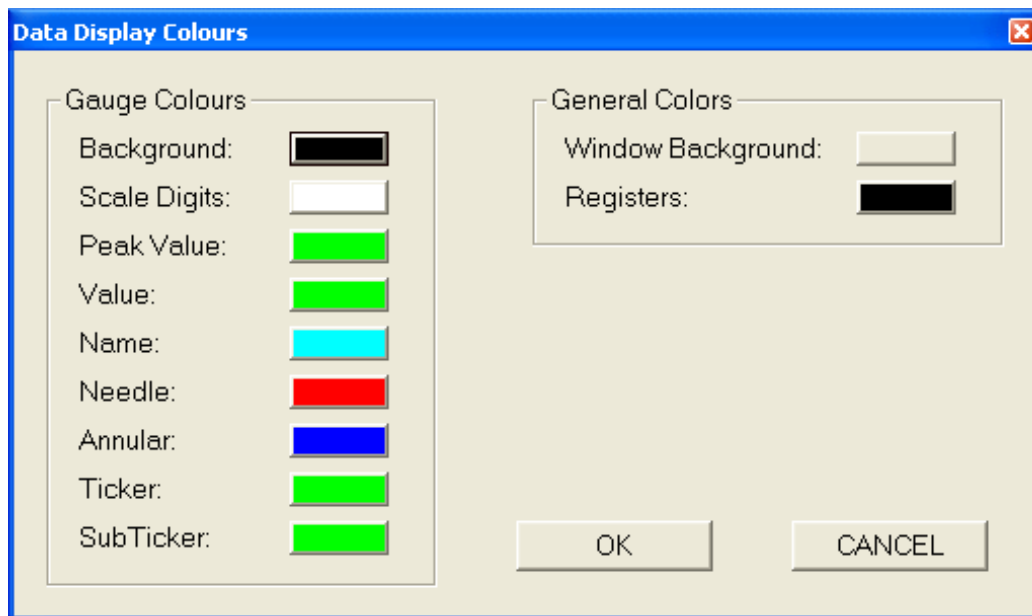 Data Display Colours
Gauge Colours
Background:
Scale Digits:
Peak Value:
Value:
Name:
Needle:
Annular:
Ticker:
SubTicker:
General Colors
Window Background:
Registers:
OK
CANCEL